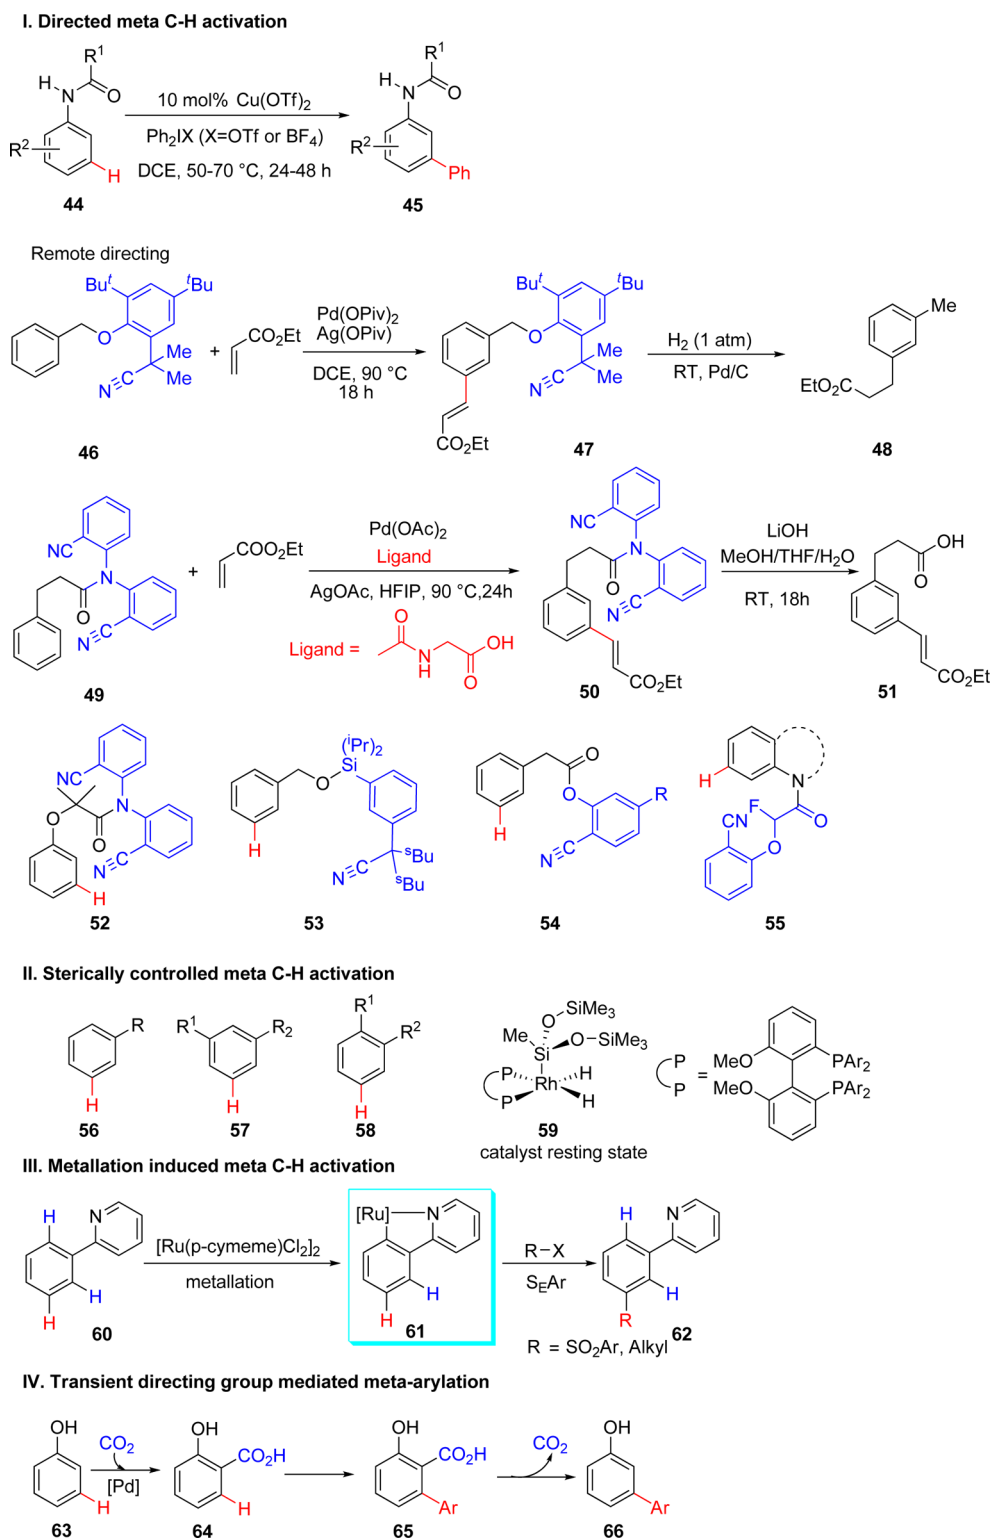 I. Directed meta C-H activation
R1
H
N
O
R2
H
44
10 mol% Cu(OTf)2
Ph2IX (X=OTf or BF4)
DCE, 50-70 °C, 24-48 h
R1
H
N
O
R2
Ph
45
Remote directing
But
tBu
O
Me
Me
N
46
+
CO2Et
Pd(OPiv)2
Ag(OPiv)
DCE, 90 °C
18 h
But
tBu
O
Me
Me
N
CO2Et
47
H2 (1 atm)
RT, Pd/C
Me
EtO2C
48
NC
N
O
N
49
+
COOEt
Pd(OAc)2
Ligand
AgOAc, HFIP, 90 °C,24h
Ligand =
O
N
H
OH
O
NC
N
O
N
CO2Et
50
LiOH
MeOH/THF/H2O
RT, 18h
OH
O
CO2Et
51
NC
N
O
O
N
H
52
(iPr)2
Si
O
H
sBu
N
sBu
53
O
O
R
H
N
54
H
N
F
CN
O
O
55
II. Sterically controlled meta C-H activation
R
H
56
R1
R2
H
57
R1
R2
H
58
OSiMe3
O
Me
O-SiMe3
Si
P
Rh
H
P
H
59
catalyst resting state
P
P
=
MeO
PAr2
MeO
PAr2
III. Metallation induced meta C-H activation
H
N
H
H
60
[Ru(p-cymeme)Cl2]2
metallation
[Ru]
N
H
H
61
R-X
SEAr
H
N
H
R
62
R = SO2Ar, Alkyl
IV. Transient directing group mediated meta-arylation
OH
H
63
CO2
[Pd]
OH
CO2H
H
64
OH
CO2H
Ar
65
CO2
OH
Ar
66